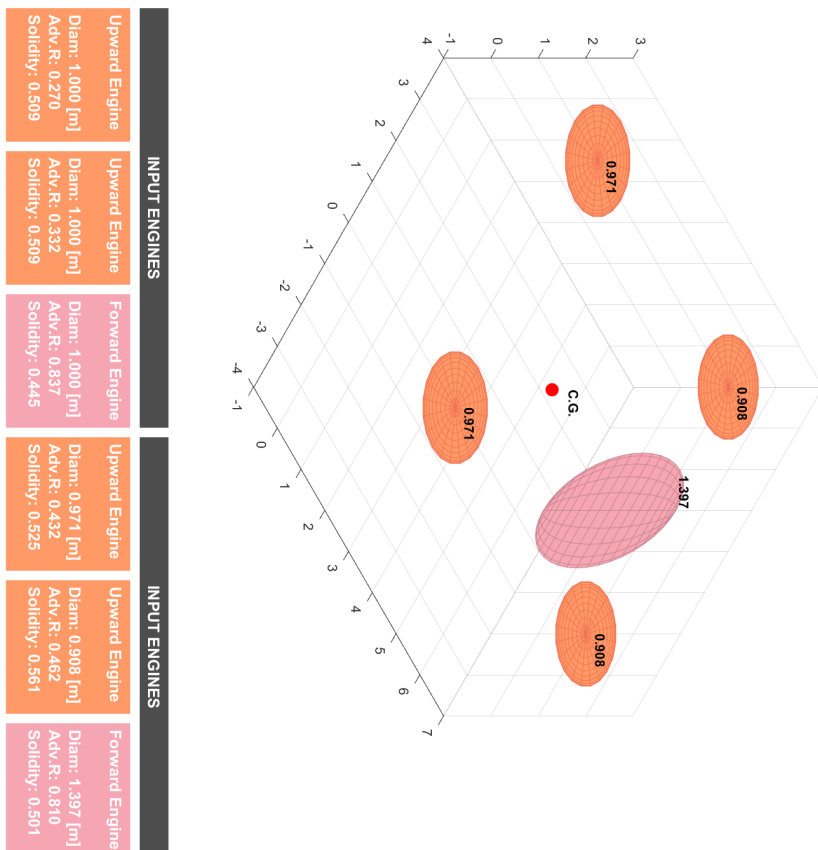 0.908
1.397
3
0.971
0.908
2
C.G.
1
0
0.971
-1
4 7
3 6
2 5
1 4
0 3
-1 2
-2 1
-3 0
-4 -1
INPUT ENGINES
Upward Engine
Diam: 1.000 [m]
Adv.R: 0.270
Solidity: 0.509
Upward Engine
Diam: 1.000 [m]
Adv.R: 0.332
Solidity: 0.509
Forward Engine
Diam: 1.000 [m]
Adv.R: 0.837
Solidity: 0.445
INPUT ENGINES
Upward Engine
Diam: 0.971 [m]
Adv.R: 0.432
Solidity: 0.525
Upward Engine
Diam: 0.908 [m]
Adv.R: 0.462
Solidity: 0.561
Forward Engine
Diam: 1.397 [m]
Adv.R: 0.810
Solidity: 0.501